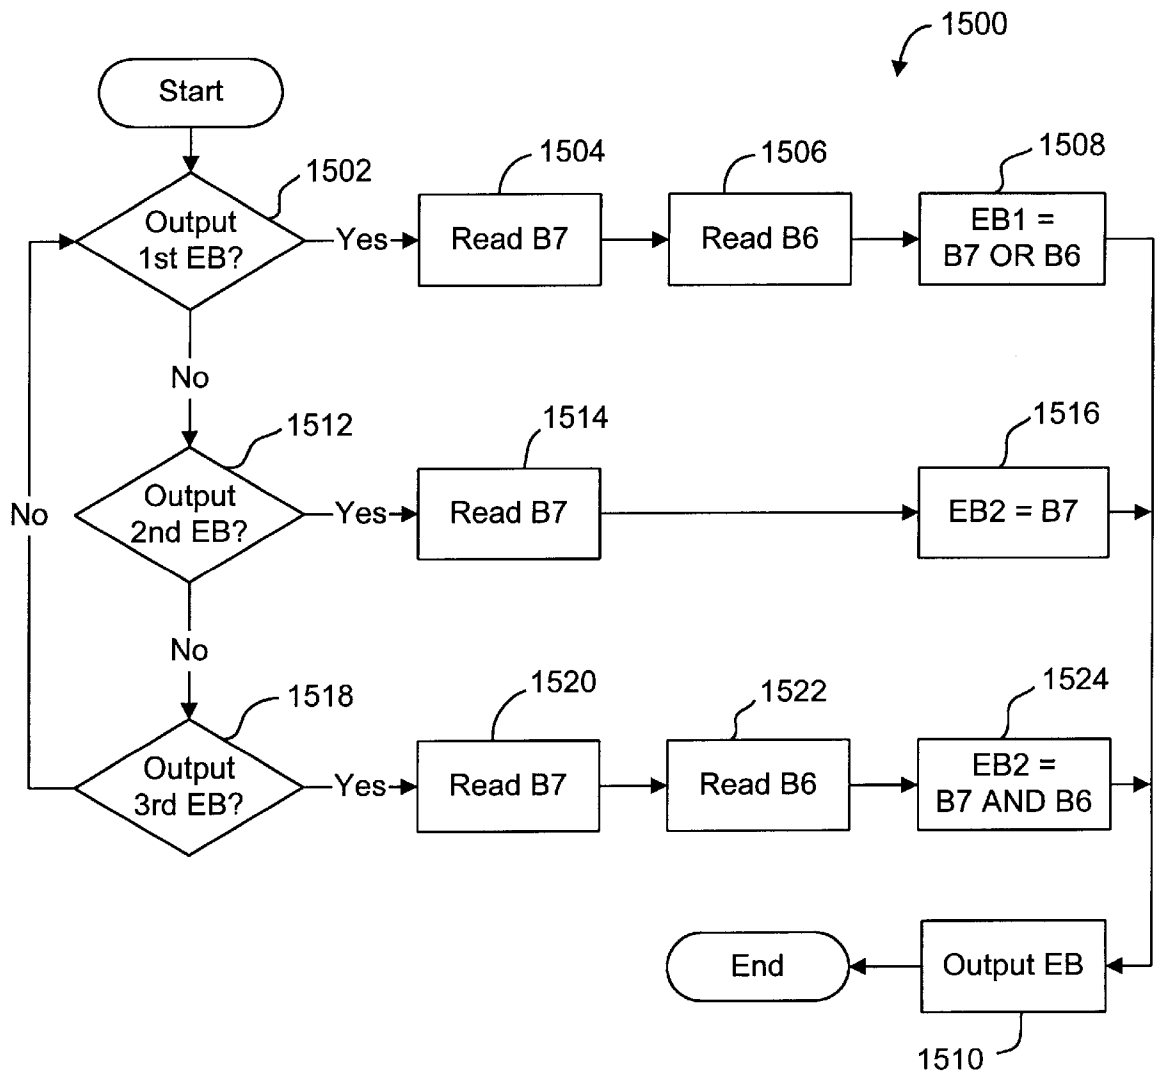 1500
Start
1502
1504
1506
1508
Output
1st EB?
Yes
Read B7
Read B6
EB1 =
B7 OR B6
No
1512
1514
1516
No
Output
2nd EB?
Yes
Read B7
EB2 = B7
No
1518
1520
1522
1524
Output
3rd EB?
Yes
Read B7
Read B6
EB2 =
B7 AND B6
End
Output EB
1510